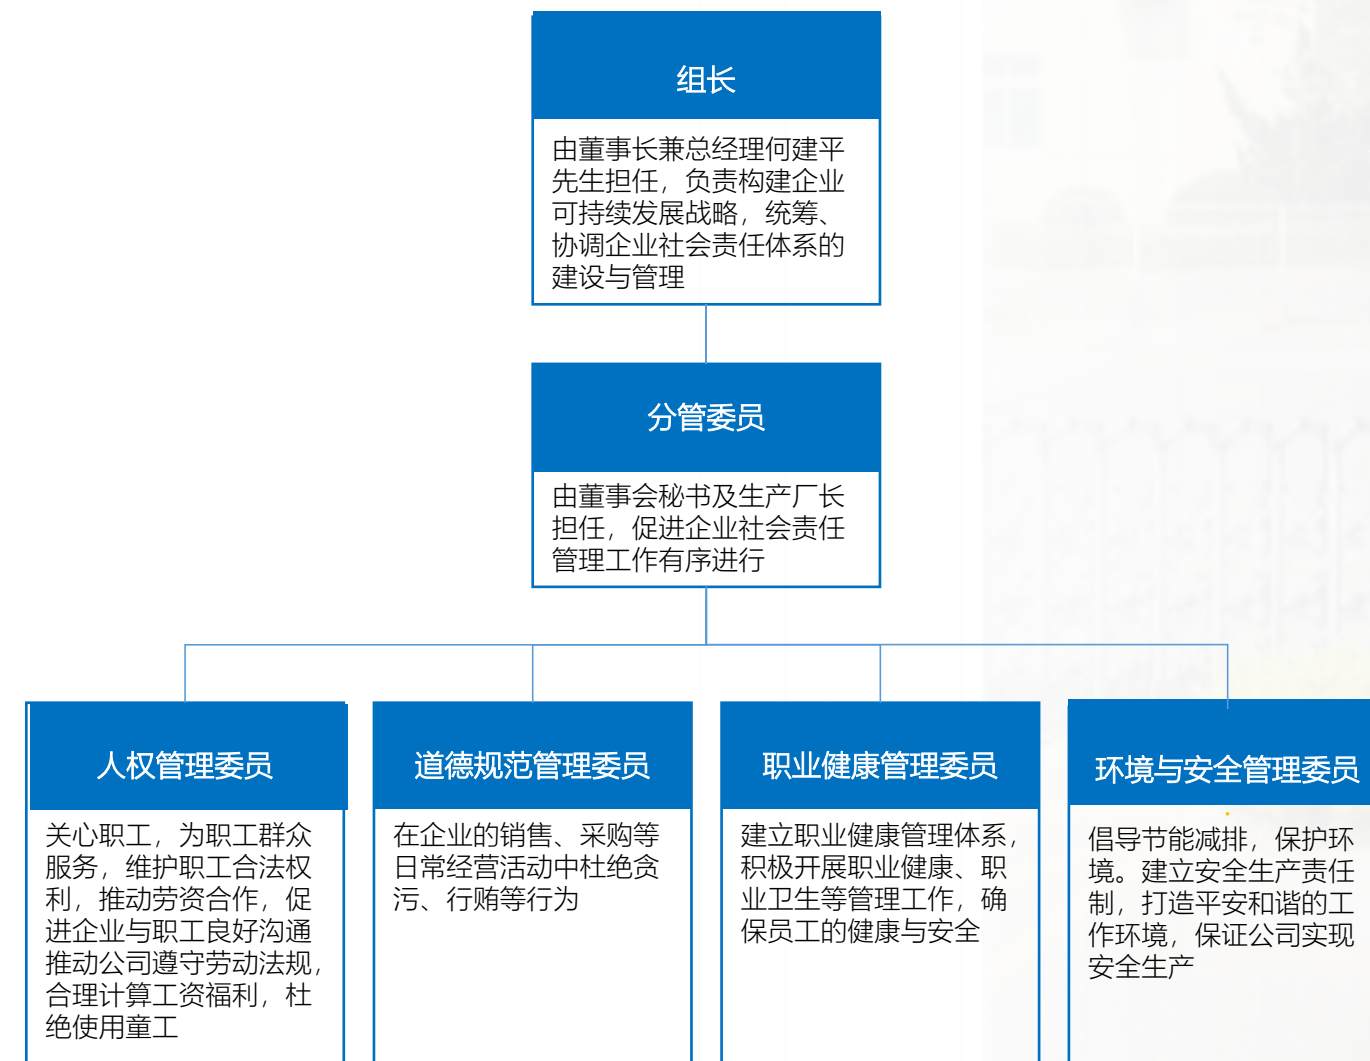 组长
由董事长兼总经理何建平
先生担任，负责构建企业
可持续发展战略，统筹、
协调企业社会责任体系的
建设与管理
分管委员
由董事会秘书及生产厂长
担任，促进企业社会责任
管理工作有序进行
人权管理委员
关心职工，为职工群众
服务，维护职工合法权
利，推动劳资合作，促
进企业与职工良好沟通
推动公司遵守劳动法规，
合理计算工资福利，杜
绝使用童工
道德规范管理委员
在企业的销售、采购等
日常经营活动中杜绝贪
污、行贿等行为
职业健康管理委员
建立职业健康管理体系，
积极开展职业健康、职
业卫生等管理工作，确
保员工的健康与安全
环境与安全管理委员
倡导节能减排，保护环
境。建立安全生产责任
制，打造平安和谐的工
作环境，保证公司实现
安全生产